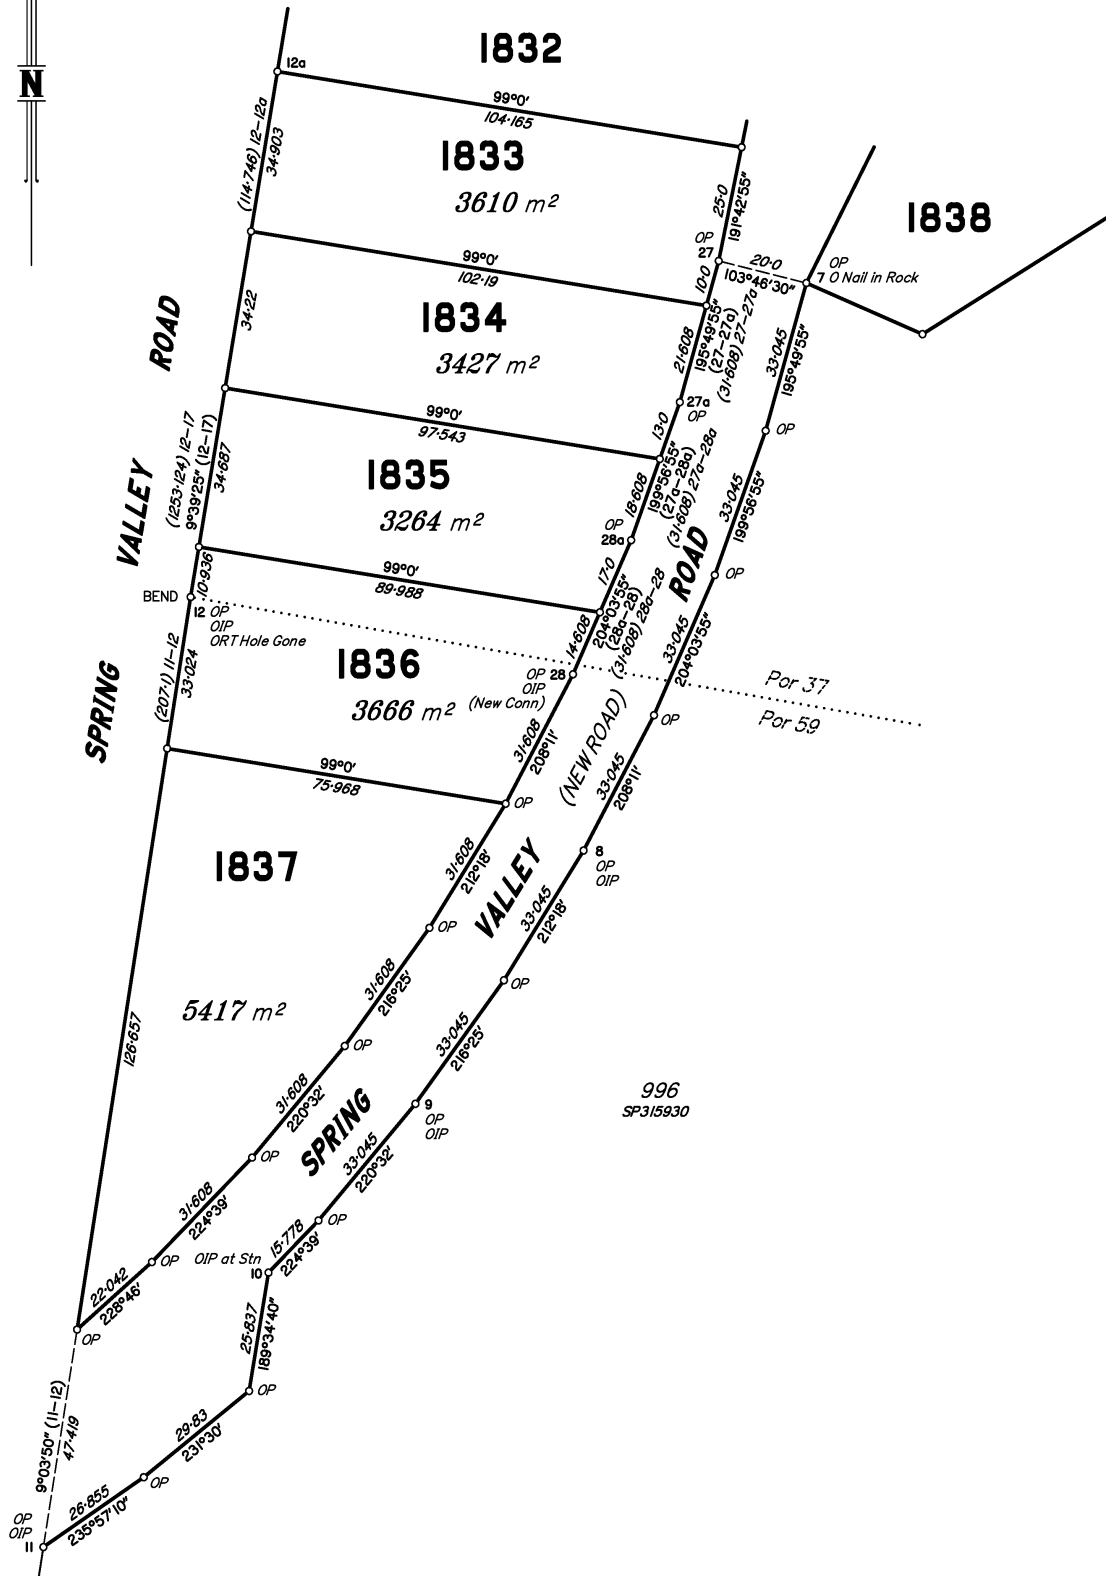 N
1832
12a
99°0'
104·165
1833
3610 m²
(114·746) 12-12a
34·903
25·0
191°42'55"
1838
OP
27
20·0
103°46'30"
OP
7 O Nail in Rock
99°0'
102·19
10·0
1834
3427 m²
34·22
ROAD
21·608
195°49'55"
(27-27a)
(31·608) 27-27a
33·045
195°49'55"
27a
OP
OP
99°0'
97·543
13·0
1835
3264 m²
(1253·124) 12-17
9°39'25" (12-17)
34·687
VALLEY
18·608
199°56'55"
(27a-28a)
(31·608) 27a-28a
33·045
199°56'55"
OP
28a
OP
ROAD
99°0'
89·988
17·0
BEND
10·936
12 OP
OIP
ORT Hole Gone
14·608
204°03'55"
(28a-28)
(31·608) 28a-28
33·045
204°03'55"
1836
3666 m²
OP 28
OIP
(New Conn)
(207·1) 11-12
33·024
SPRING
Por 37
Por 59
OP
31·608
208°11'
(NEW ROAD)
33·045
208°11'
99°0'
75·968
OP
8
OP
OIP
1837
5417 m²
31·608
212°18'
VALLEY
33·045
212°18'
OP
OP
31·608
216°25'
33·045
216°25'
126·657
OP
996
SP315930
31·608
220°32'
SPRING
9
OP
OIP
33·045
220°32'
OP
31·608
224°39'
OP
15·778
224°39'
OIP at Stn
10
OP
22·042
228°46'
OP
25·837
189°34'40"
OP
29·83
231°30'
9°03'50" (11-12)
47·419
OP
26·855
235°57'10"
OP
OIP
11